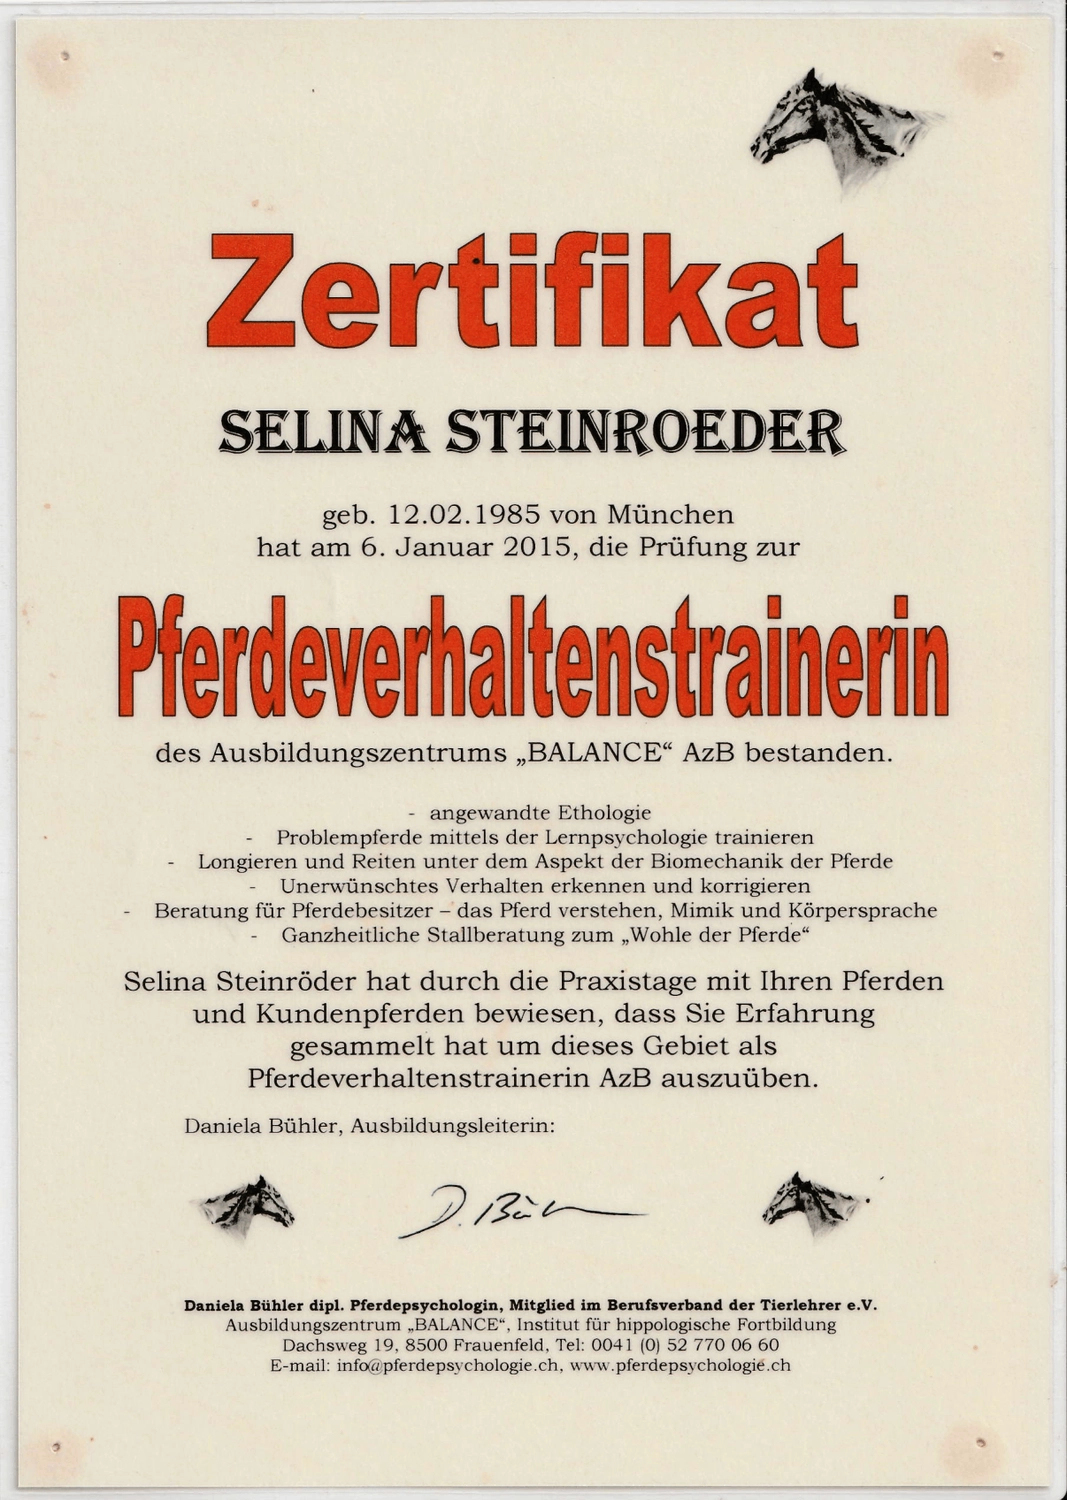 Zertifikat
SELINA STEINROEDER
geb. 12.02.1985 von München
hat am 6. Januar 2015, die Prüfung zur
Pferdeverhaltenstrainerin
des Ausbildungszentrums „BALANCE“ AzB bestanden.
- angewandte Ethologie
- Problempferde mittels der Lernpsychologie trainieren
- Longieren und Reiten unter dem Aspekt der Biomechanik der Pferde
- Unerwünschtes Verhalten erkennen und korrigieren
- Beratung für Pferdebesitzer – das Pferd verstehen, Mimik und Körpersprache
- Ganzheitliche Stallberatung zum „Wohle der Pferde“
Selina Steinröder hat durch die Praxistage mit Ihren Pferden
und Kundenpferden bewiesen, dass Sie Erfahrung
gesammelt hat um dieses Gebiet als
Pferdeverhaltenstrainerin AzB auszuüben.
Daniela Bühler, Ausbildungsleiterin:
D. Bühler
Daniela Bühler dipl. Pferdepsychologin, Mitglied im Berufsverband der Tierlehrer e.V.
Ausbildungszentrum „BALANCE“, Institut für hippologische Fortbildung
Dachsweg 19, 8500 Frauenfeld, Tel: 0041 (0) 52 770 06 60
E-mail: info@pferdepsychologie.ch, www.pferdepsychologie.ch